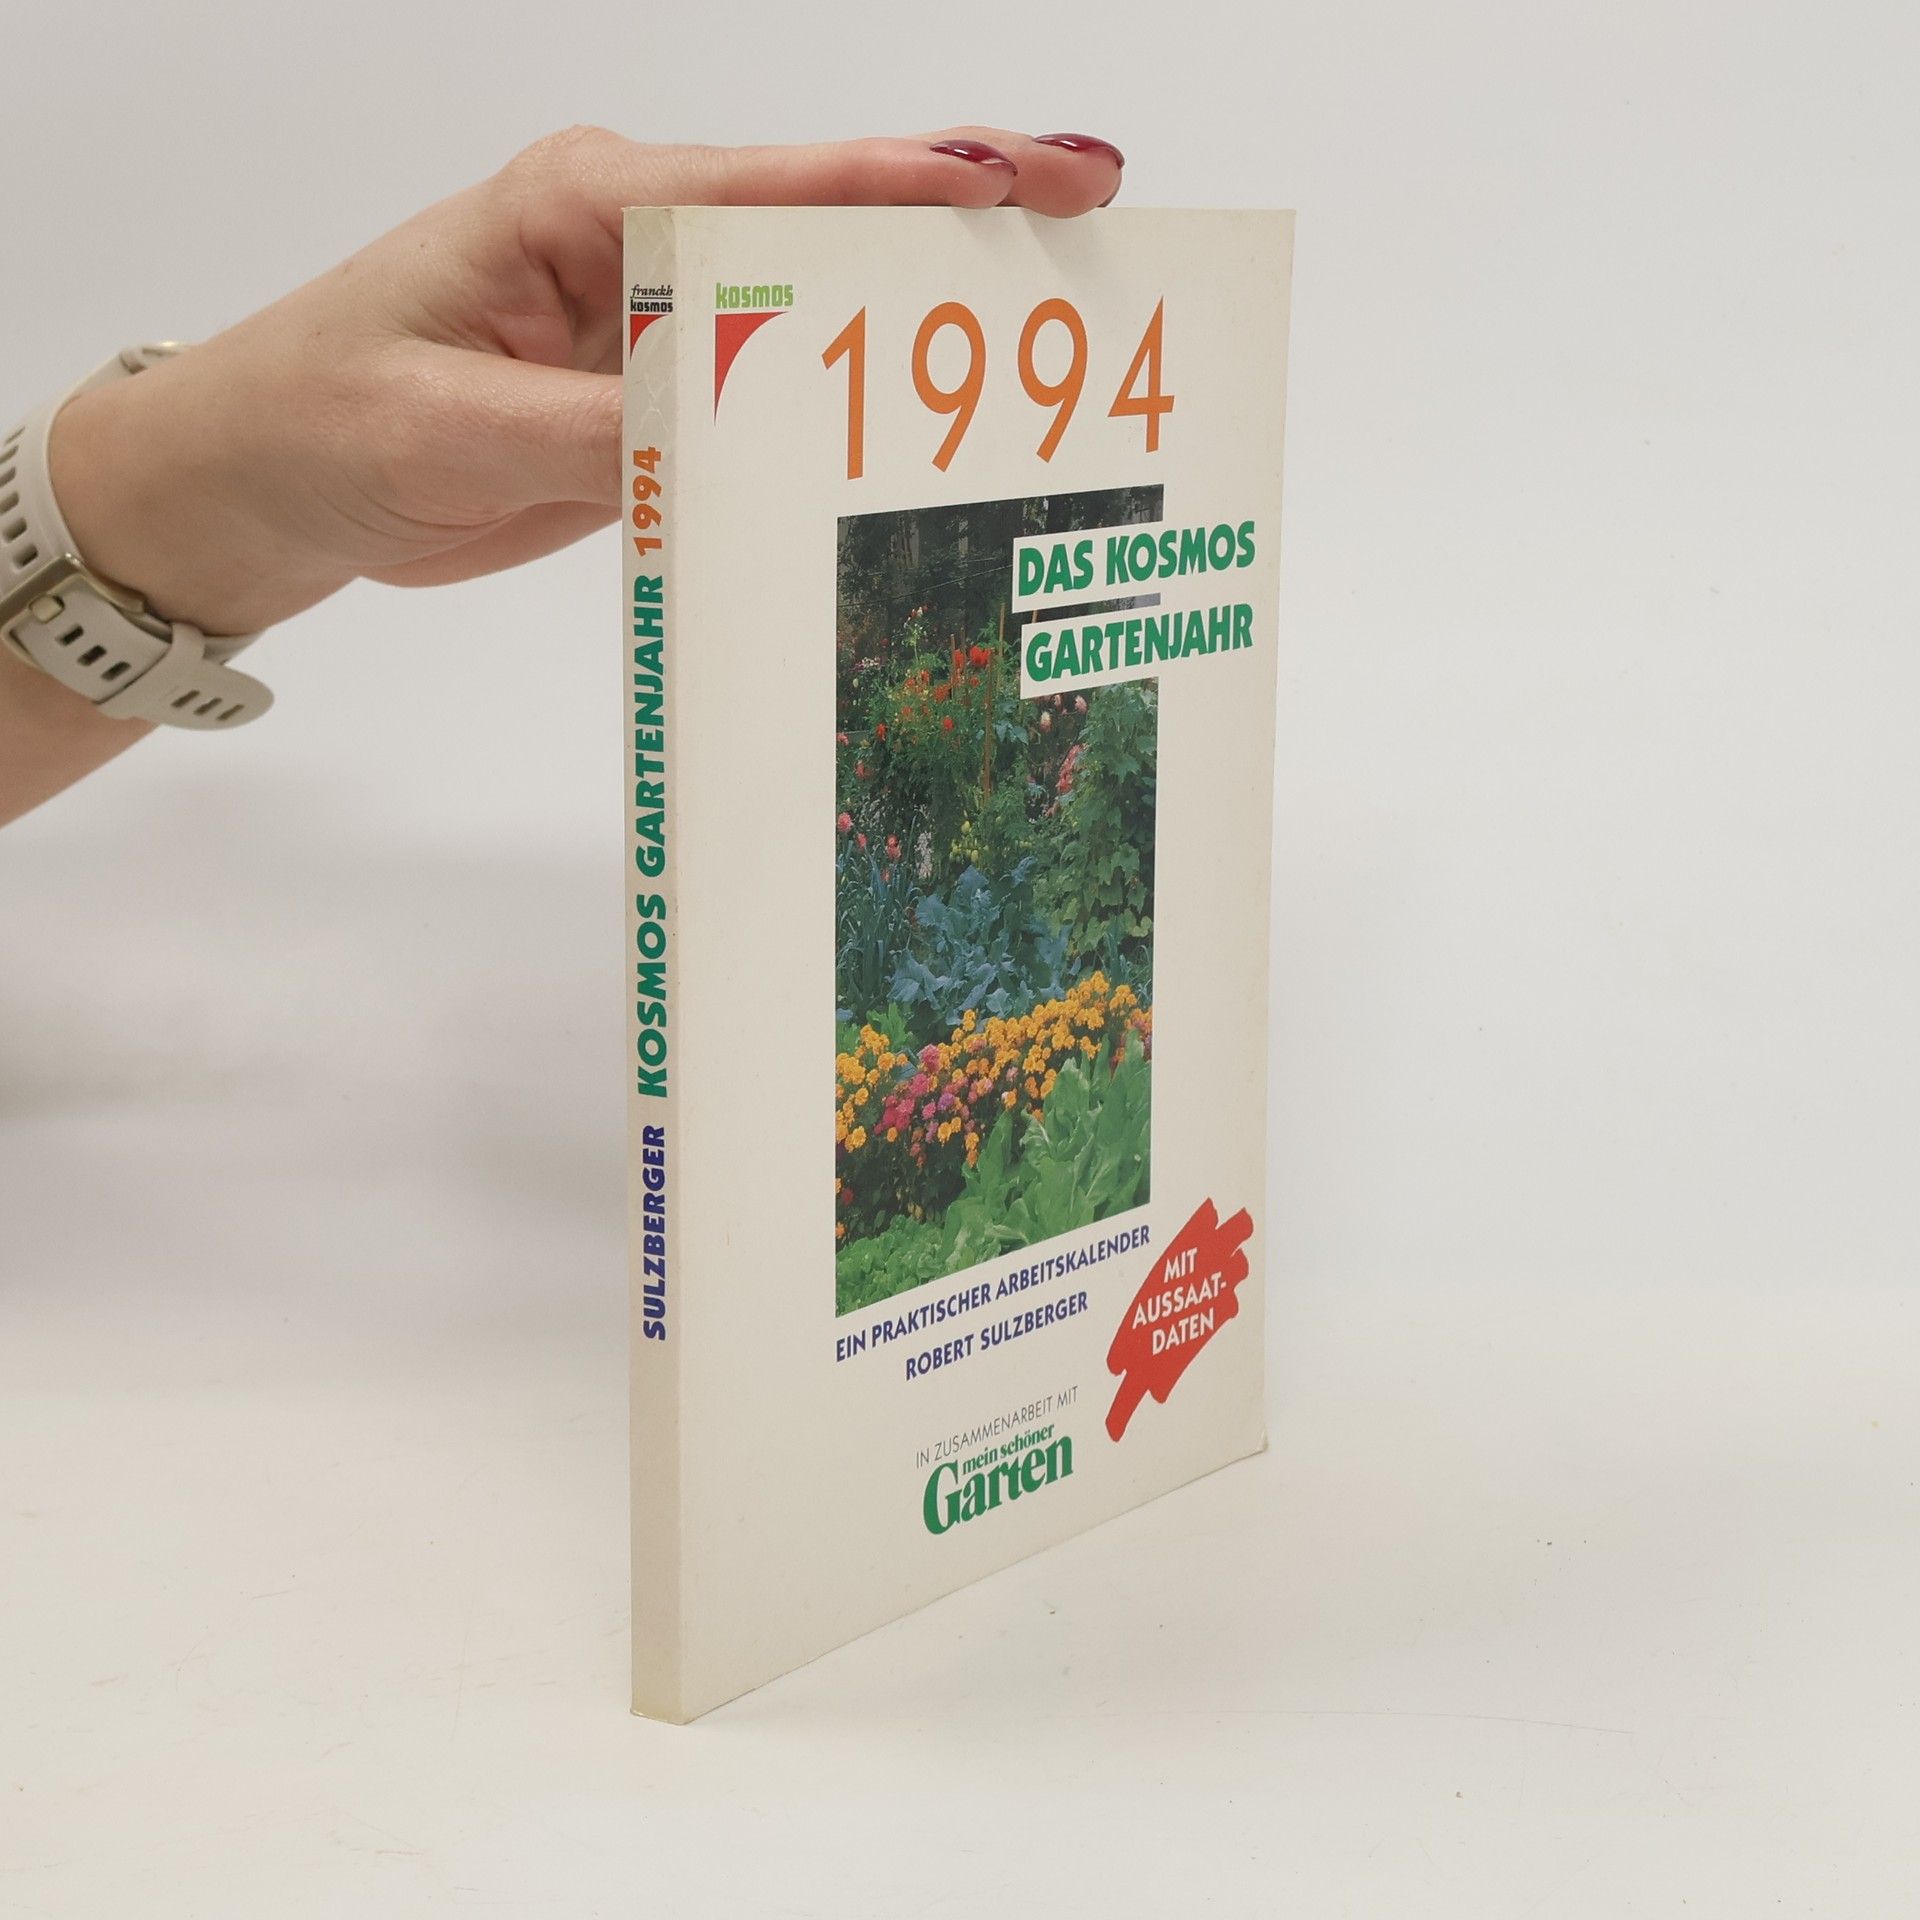 franckh
kosmos
SULZBERGER KOSMOS GARTENJAHR 1994
kosmos
1994
DAS KOSMOS
GARTENJAHR
EIN PRAKTISCHER ARBEITSKALENDER
ROBERT SULZBERGER
MIT
AUSSAAT-
DATEN
IN ZUSAMMENARBEIT MIT
mein schöner
Garten